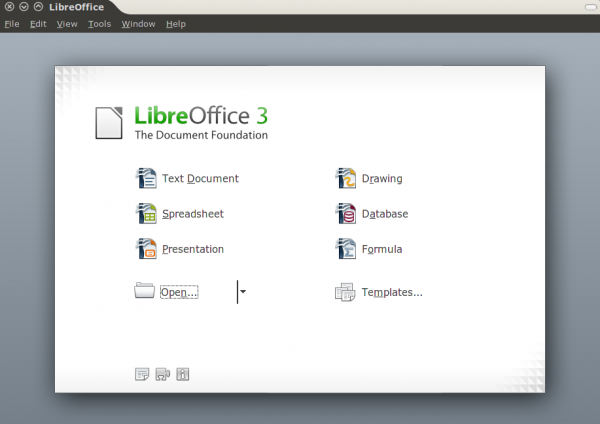 LibreOffice
File Edit View Tools Window Help
LibreOffice 3
The Document Foundation
Text Document
Drawing
Spreadsheet
Database
Presentation
Formula
Open...
Templates...